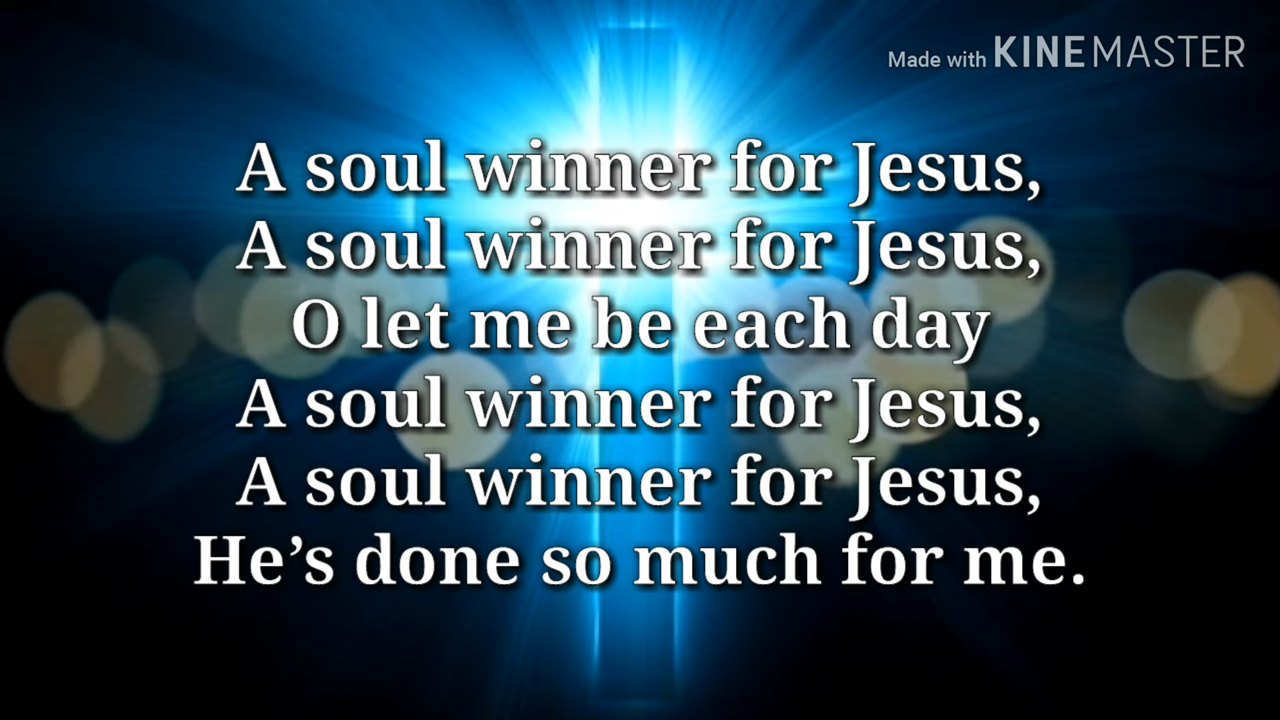 Made with KINEMASTER
A soul winner for Jesus,
A soul winner for Jesus,
O let me be each day
A soul winner for Jesus,
A soul winner for Jesus,
He’s done so much for me.